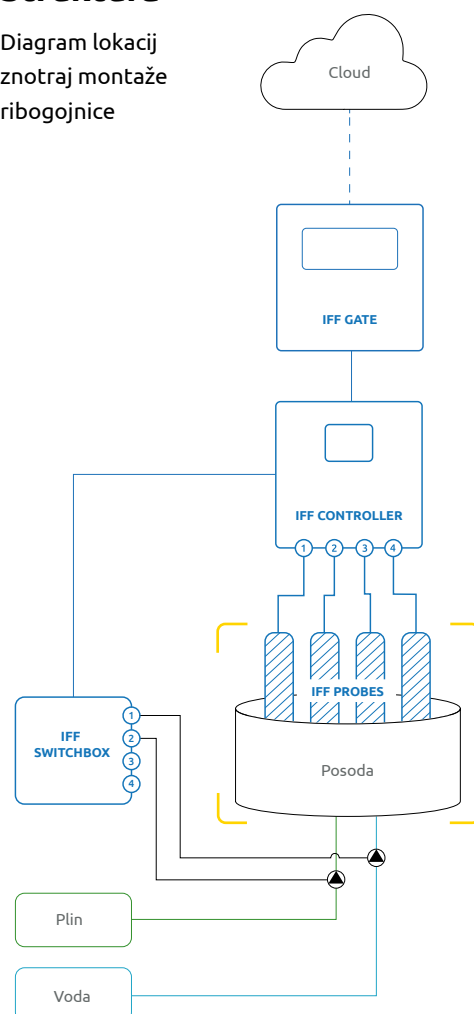 Diagram lokacij
znotraj montaže
ribogojnice
Cloud
IFF GATE
IFF CONTROLLER
1 2 3 4
IFF PROBES
IFF
SWITCHBOX
1
2
3
4
Posoda
Plin
Voda